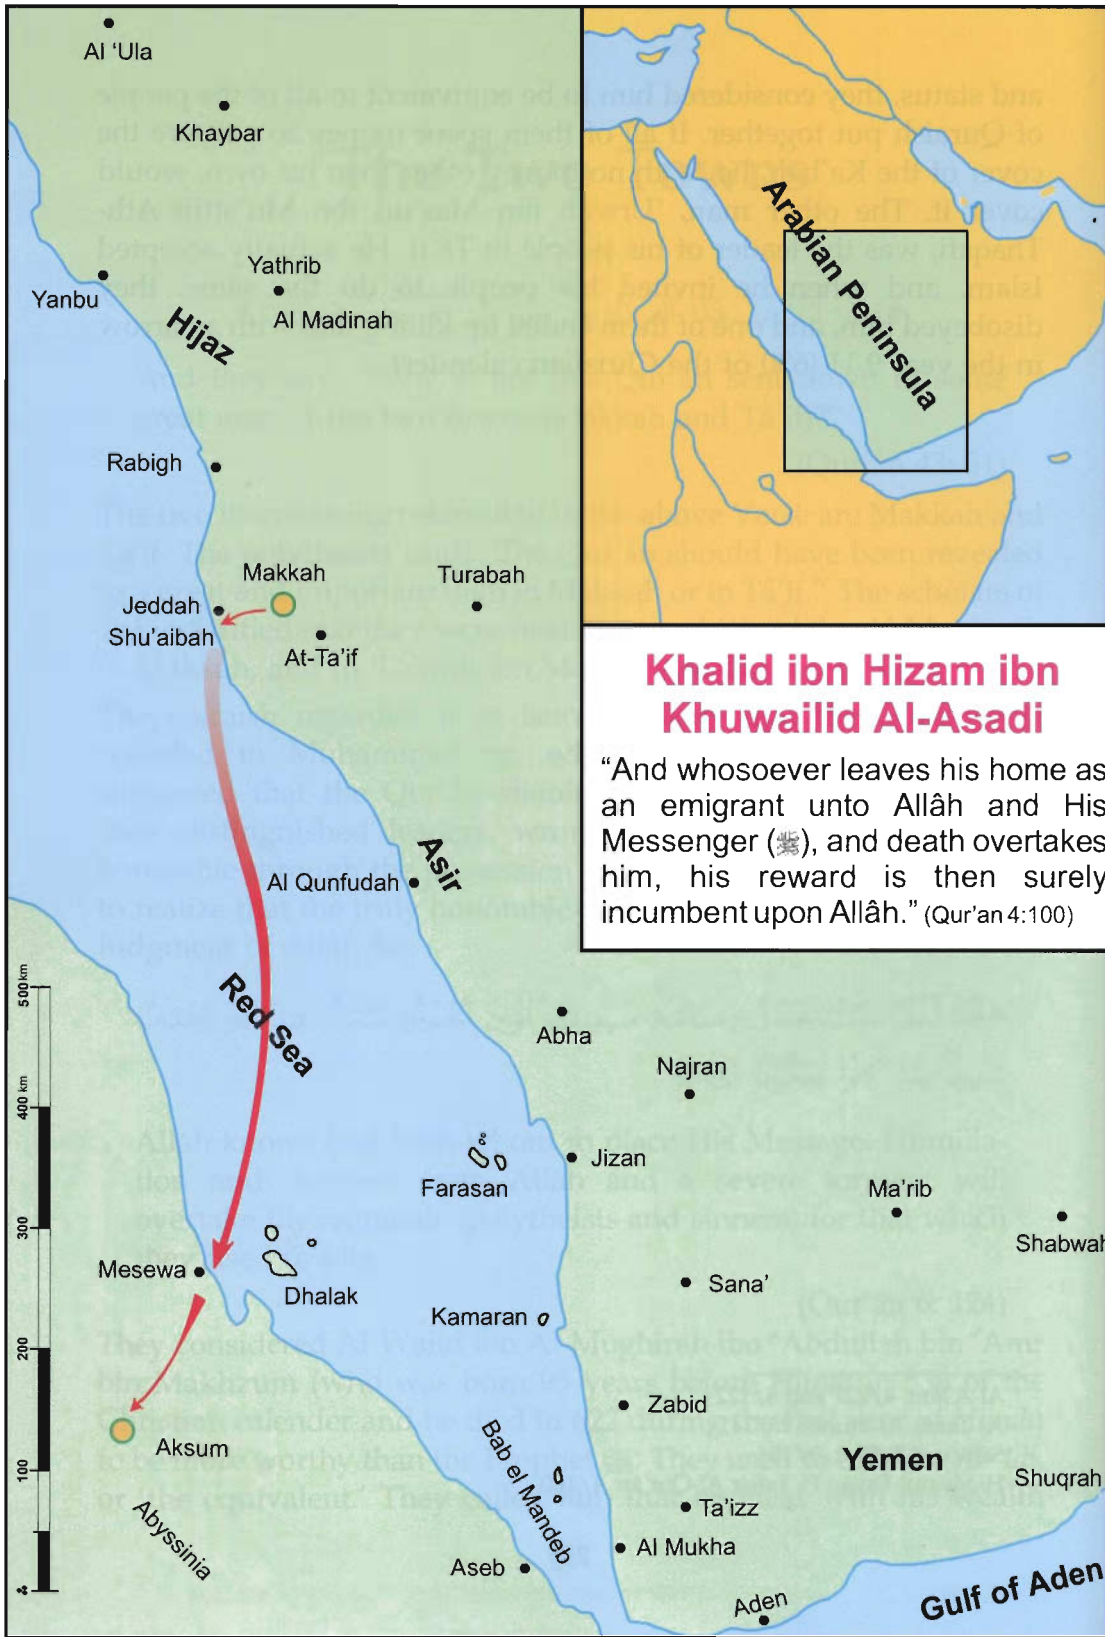 Al ‘Ula
Khaybar
Yanbu
Yathrib
Al Madinah
Hijaz
Rabigh
Makkah
Turabah
Jeddah
Shu’aibah
At-Ta’if
Arabian Peninsula
Khalid ibn Hizam ibn
Khuwailid Al-Asadi
“And whosoever leaves his home as
an emigrant unto Allâh and His
Messenger (ﷺ), and death overtakes
him, his reward is then surely
incumbent upon Allâh.” (Qur’an 4:100)
Asir
Al Qunfudah
Red Sea
Abha
Najran
Jizan
Farasan
Ma’rib
Shabwah
Mesewa
Dhalak
Sana’
Kamaran
Zabid
Aksum
Yemen
Bab el Mandeb
Shuqrah
Ta’izz
Abyssinia
Al Mukha
Aseb
Aden
Gulf of Aden
500 km
400 km
300
200
100